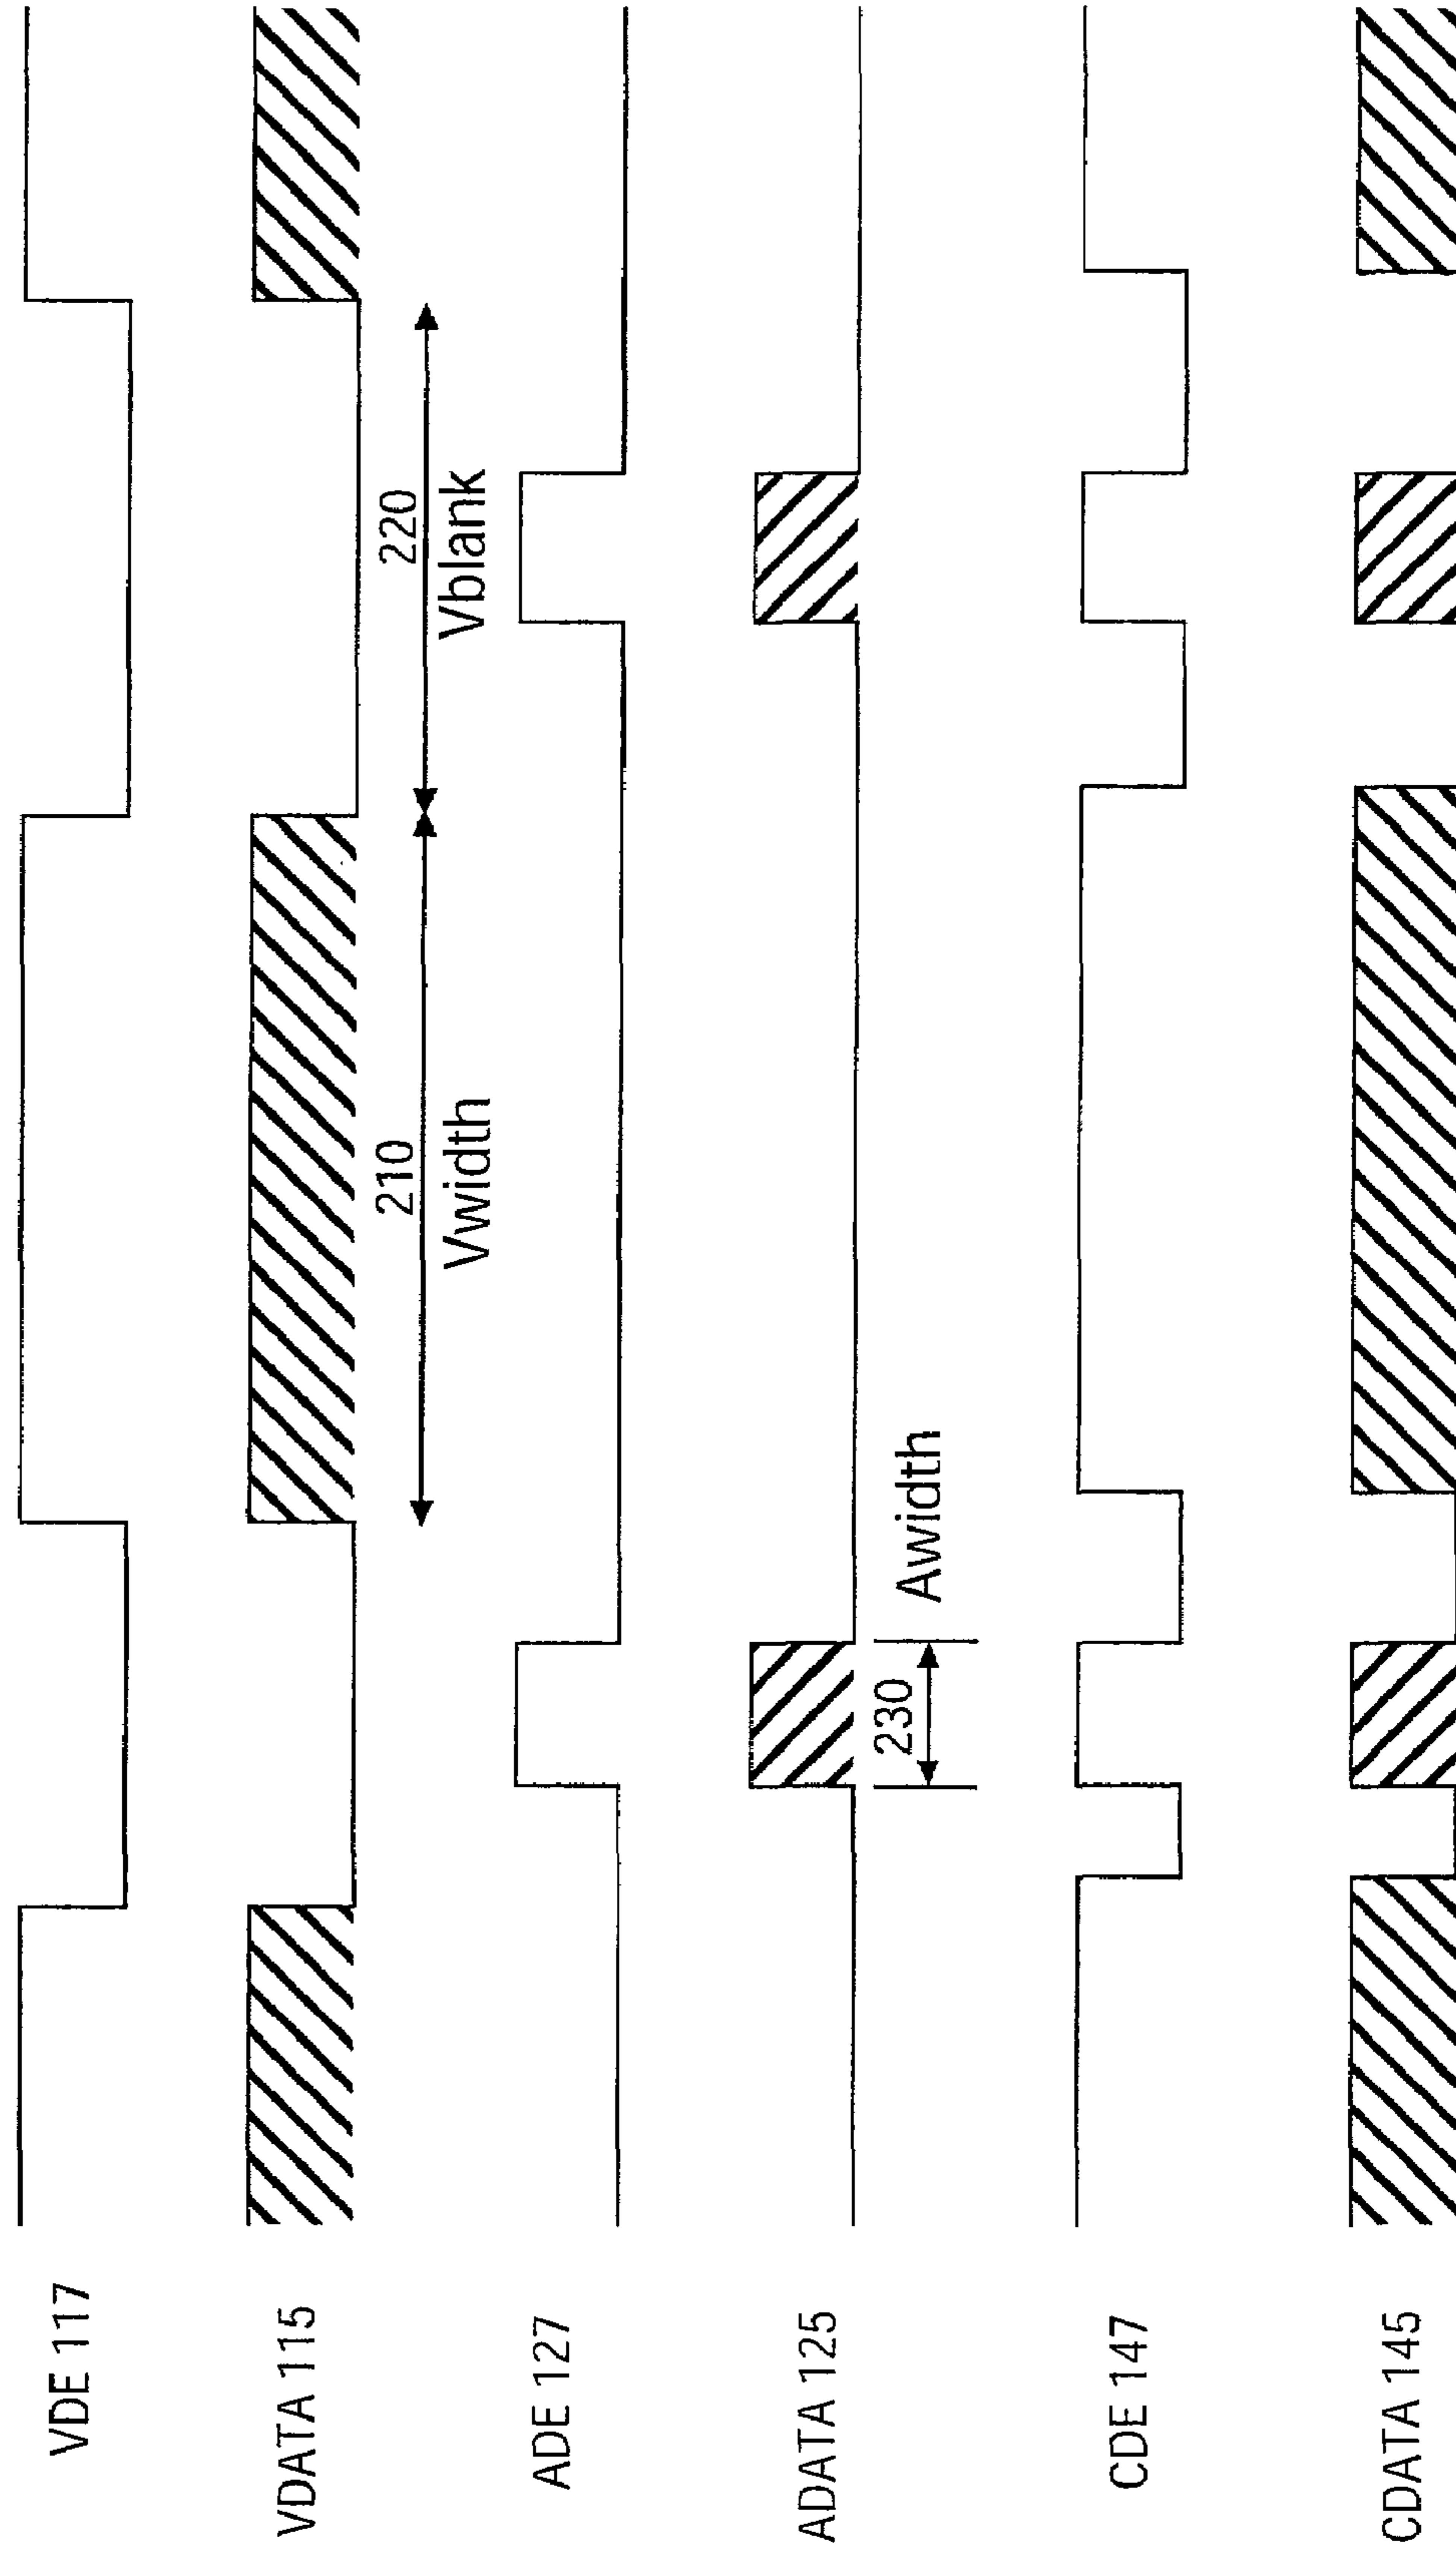 VDE 117
VDATA 115
210
Vwidth
220
Vblank
ADE 127
ADATA 125
230
Awidth
CDE 147
CDATA 145